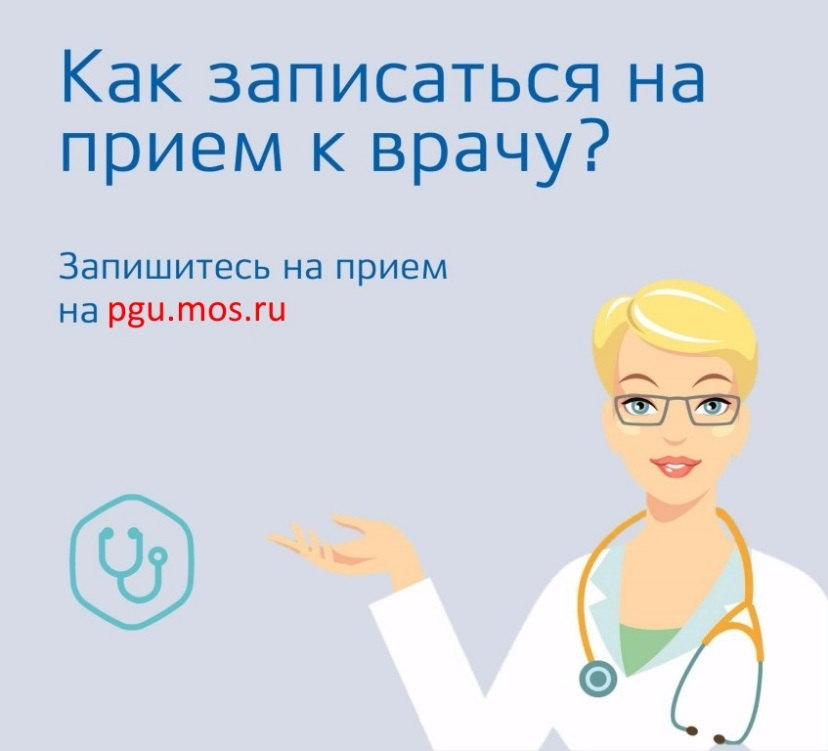 Как записаться на
прием к врачу?
Запишитесь на прием
на pgu.mos.ru